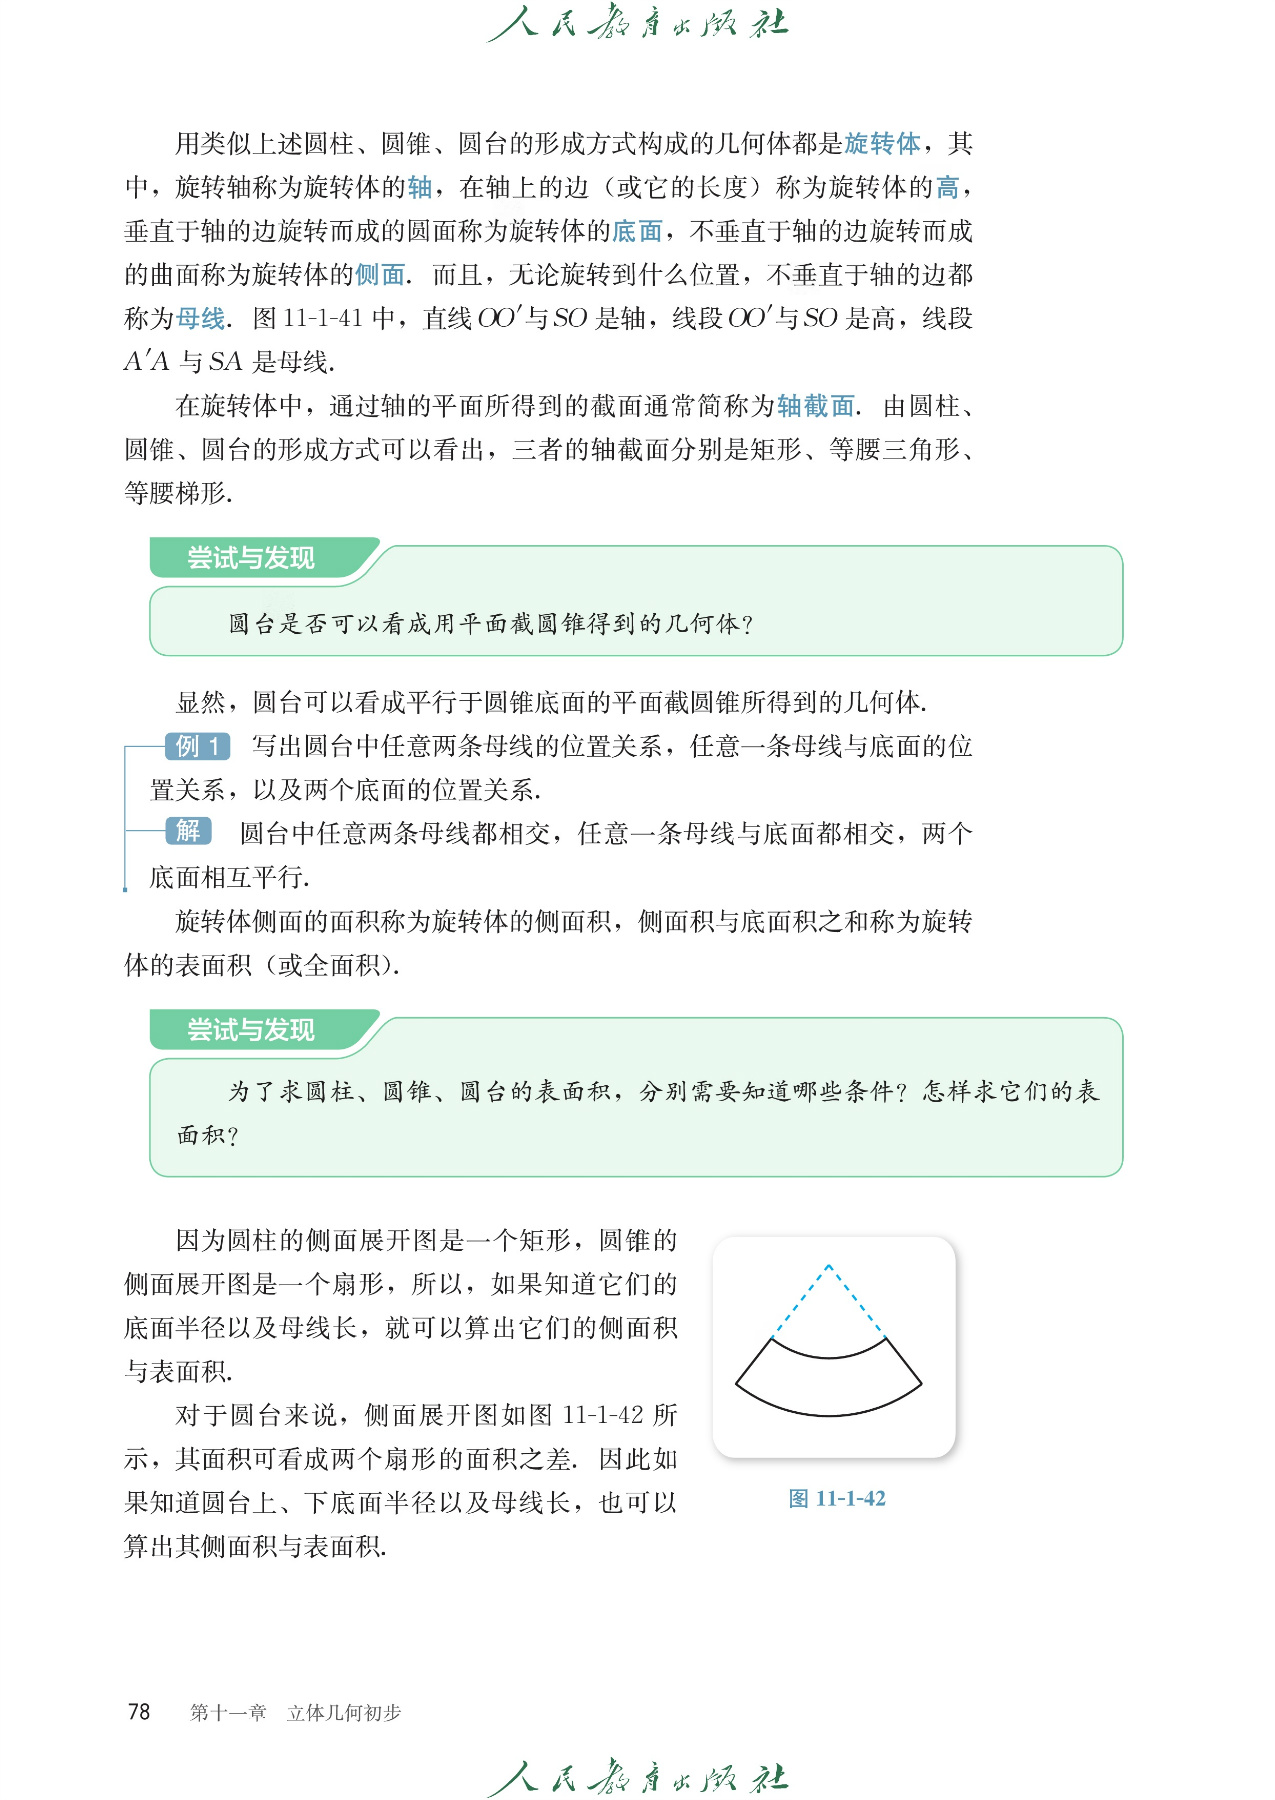 人民教育出版社
用类似上述圆柱、圆锥、圆台的形成方式构成的几何体都是旋转体，其
中，旋转轴称为旋转体的轴，在轴上的边（或它的长度）称为旋转体的高，
垂直于轴的边旋转而成的圆面称为旋转体的底面，不垂直于轴的边旋转而成
的曲面称为旋转体的侧面．而且，无论旋转到什么位置，不垂直于轴的边都
称为母线．图 11-1-41 中，直线 OO′与 SO 是轴，线段 OO′与 SO 是高，线段
A′A 与 SA 是母线．
在旋转体中，通过轴的平面所得到的截面通常简称为轴截面．由圆柱、
圆锥、圆台的形成方式可以看出，三者的轴截面分别是矩形、等腰三角形、
等腰梯形．
尝试与发现
圆台是否可以看成用平面截圆锥得到的几何体？
显然，圆台可以看成平行于圆锥底面的平面截圆锥所得到的几何体．
例 1 写出圆台中任意两条母线的位置关系，任意一条母线与底面的位
置关系，以及两个底面的位置关系．
解 圆台中任意两条母线都相交，任意一条母线与底面都相交，两个
底面相互平行．
旋转体侧面的面积称为旋转体的侧面积，侧面积与底面积之和称为旋转
体的表面积（或全面积）．
尝试与发现
为了求圆柱、圆锥、圆台的表面积，分别需要知道哪些条件？怎样求它们的表
面积？
因为圆柱的侧面展开图是一个矩形，圆锥的
侧面展开图是一个扇形，所以，如果知道它们的
底面半径以及母线长，就可以算出它们的侧面积
与表面积．
对于圆台来说，侧面展开图如图 11-1-42 所
示，其面积可看成两个扇形的面积之差．因此如
果知道圆台上、下底面半径以及母线长，也可以
算出其侧面积与表面积．
图 11-1-42
78 第十一章 立体几何初步
人民教育出版社